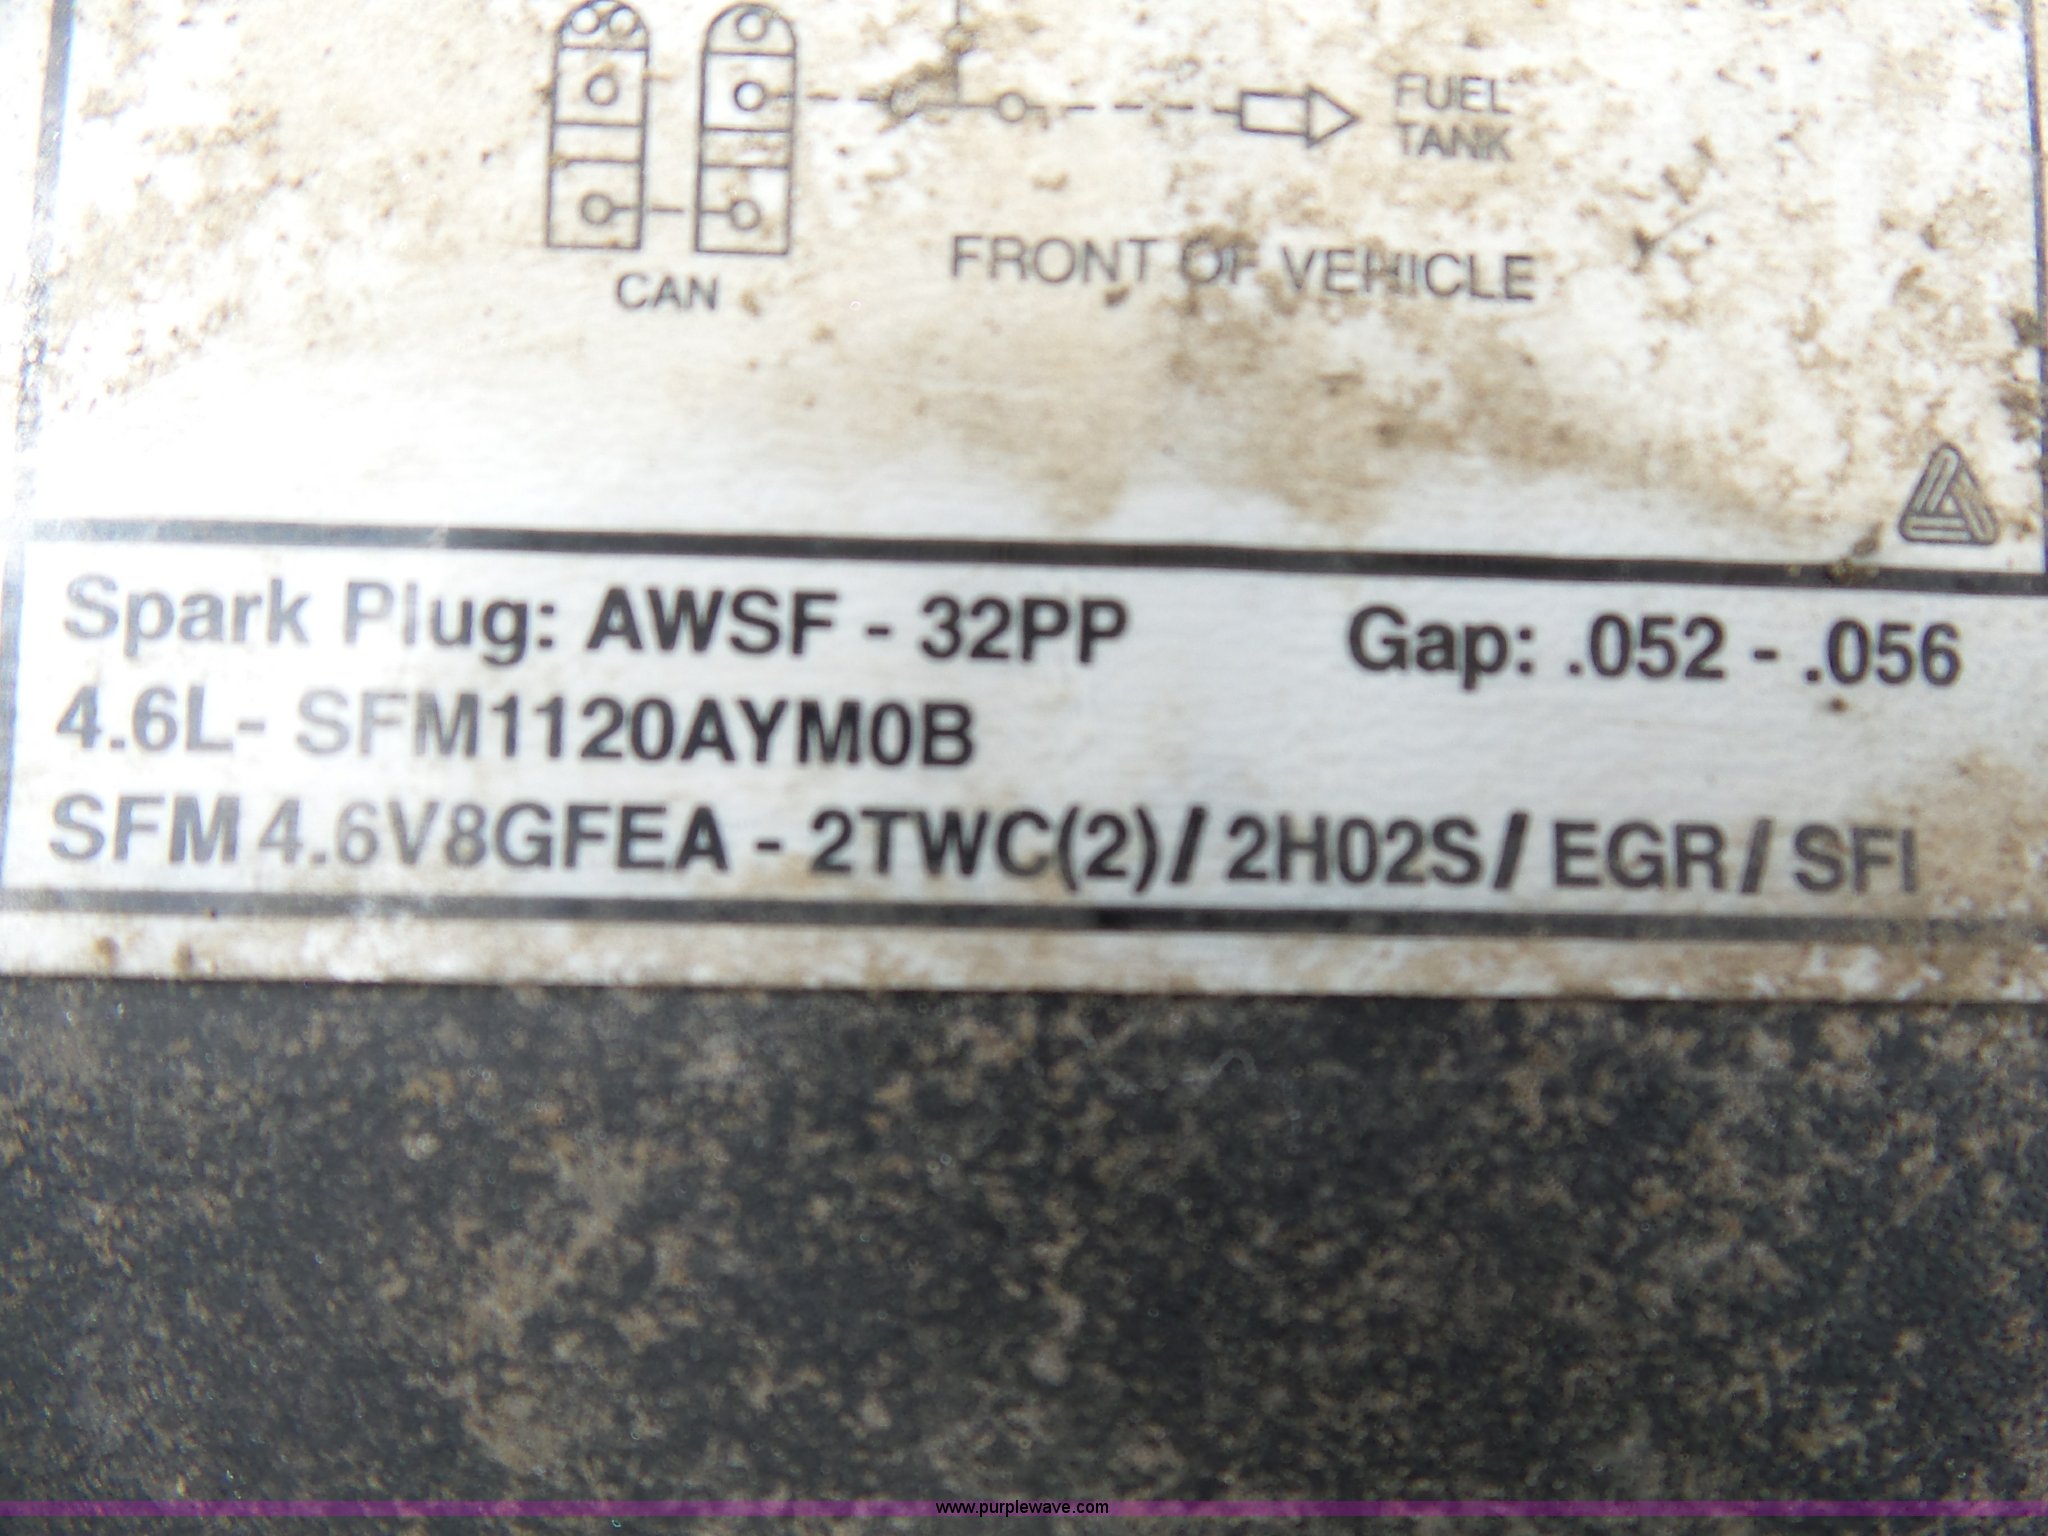 FUEL
TANK
CAN
FRONT OF VEHICLE
Spark Plug: AWSF - 32PP Gap: .052 - .056
4.6L- SFM1120AYM0B
SFM 4.6V8GFEA - 2TWC(2)/ 2H02S/ EGR/ SFI
www.purplewave.com